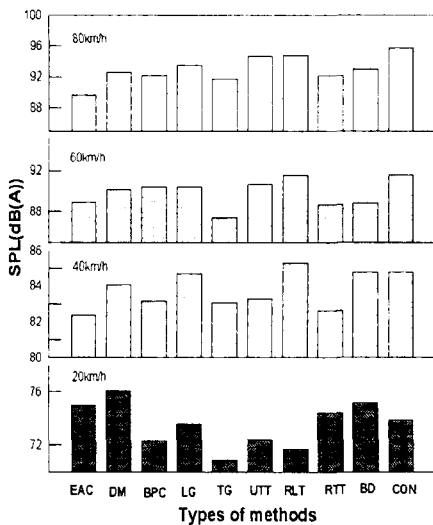 100
80km/h
96
92
88
60km/h
92
88
86
40km/h
84
82
80
20km/h
76
72
SPL(dB(A))
EAC DM BPC LG TG UTT RLT RTT BD CON
Types of methods